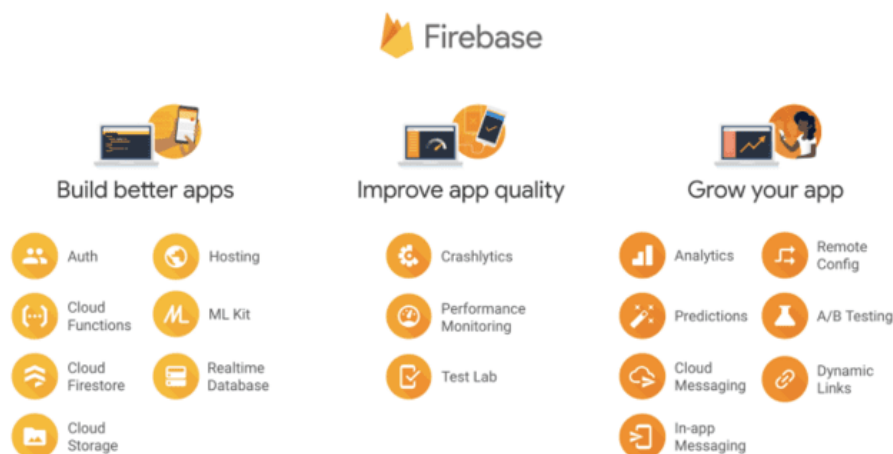 Firebase
Build better apps
Auth
Hosting
Cloud
Functions
ML Kit
Cloud
Firestore
Realtime
Database
Cloud
Storage
Improve app quality
Crashlytics
Performance
Monitoring
Test Lab
Grow your app
Analytics
Remote
Config
Predictions
A/B Testing
Cloud
Messaging
Dynamic
Links
In-app
Messaging